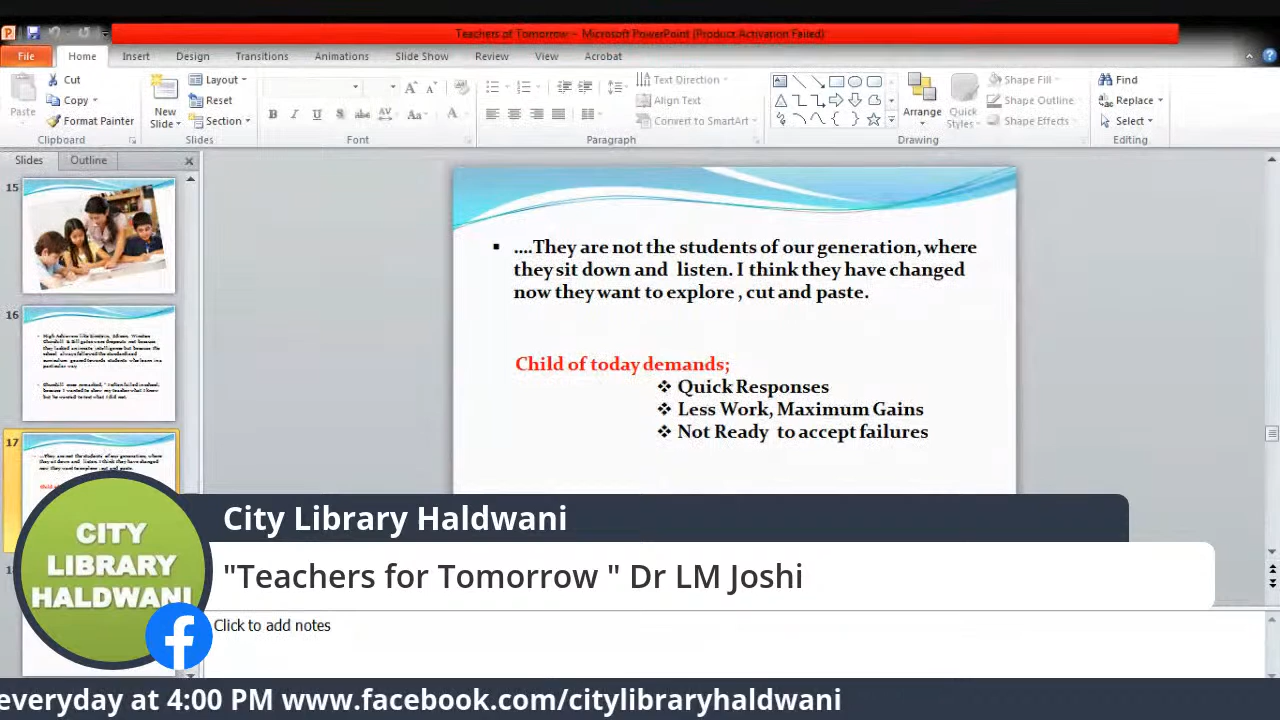 Teachers of Tomorrow - Microsoft PowerPoint (Product Activation Failed)
File Home Insert Design Transitions Animations Slide Show Review View Acrobat
Cut
Copy
Format Painter
Paste
Clipboard
New Slide
Layout
Reset
Section
Slides
Font
Text Direction
Align Text
Convert to SmartArt
Paragraph
Arrange
Quick Styles
Shape Fill
Shape Outline
Shape Effects
Drawing
Find
Replace
Select
Editing
Slides Outline
15
16
17
....They are not the students of our generation, where
they sit down and listen. I think they have changed
now they want to explore , cut and paste.
Child of today demands;
❖ Quick Responses
❖ Less Work, Maximum Gains
❖ Not Ready to accept failures
CITY
LIBRARY
HALDWANI
City Library Haldwani
"Teachers for Tomorrow " Dr LM Joshi
Click to add notes
everyday at 4:00 PM www.facebook.com/citylibraryhaldwani